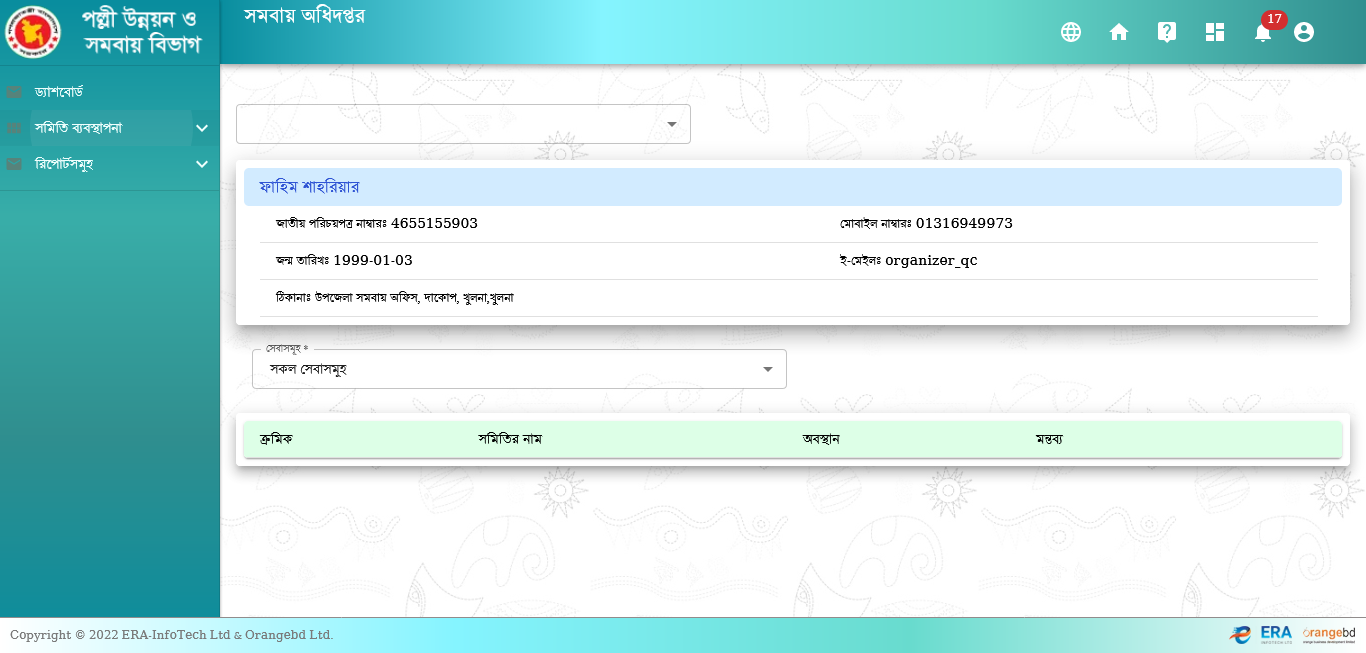 পল্লী উন্নয়ন ও
সমবায় বিভাগ
সমবায় অধিদপ্তর
17
ড্যাশবোর্ড
সমিতি ব্যবস্থাপনা
রিপোর্টসমুহ
ফাহিম শাহরিয়ার
জাতীয় পরিচয়পত্র নাম্বারঃ 4655155903
মোবাইল নাম্বারঃ 01316949973
জন্ম তারিখঃ 1999-01-03
ই-মেইলঃ organizer_qc
ঠিকানাঃ উপজেলা সমবায় অফিস, দাকোপ, খুলনা,খুলনা
সেবাসমূহ *
সকল সেবাসমুহ
ক্রমিক সমিতির নাম অবস্থান মন্তব্য
Copyright © 2022 ERA-InfoTech Ltd & Orangebd Ltd.
ERA
INFOTECH LTD
orangebd